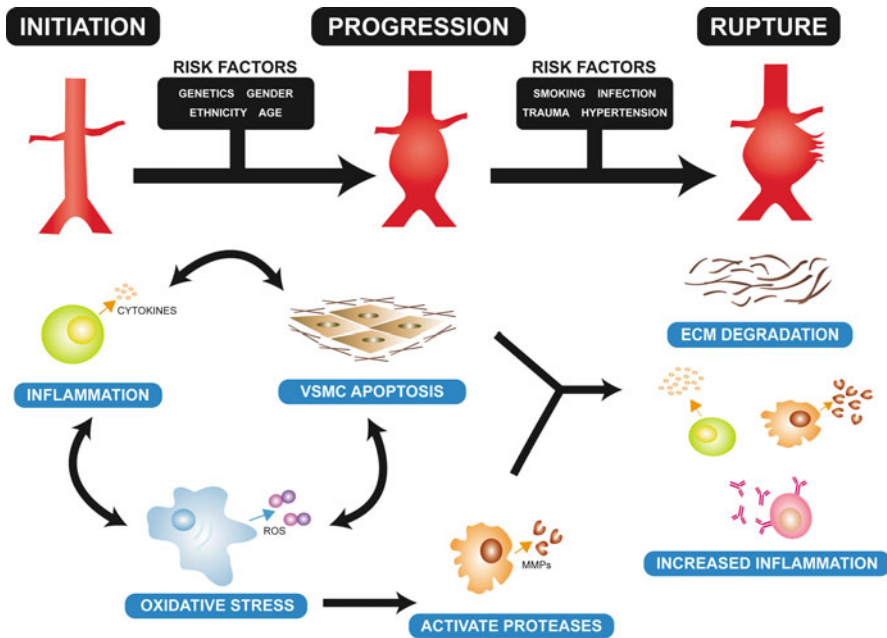 INITIATION
PROGRESSION
RUPTURE
RISK FACTORS
GENETICS GENDER
ETHNICITY AGE
RISK FACTORS
SMOKING INFECTION
TRAUMA HYPERTENSION
CYTOKINES
INFLAMMATION
VSMC APOPTOSIS
ECM DEGRADATION
ROS
OXIDATIVE STRESS
MMPs
ACTIVATE PROTEASES
INCREASED INFLAMMATION